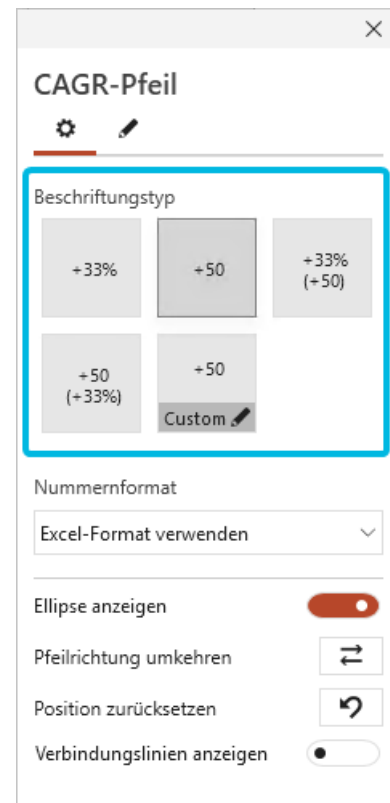 CAGR-Pfeil
Beschriftungstyp
+33%
+50
+33%
(+50)
+50
(+33%)
+50
Custom
Nummernformat
Excel-Format verwenden
Ellipse anzeigen
Pfeilrichtung umkehren
Position zurücksetzen
Verbindungslinien anzeigen